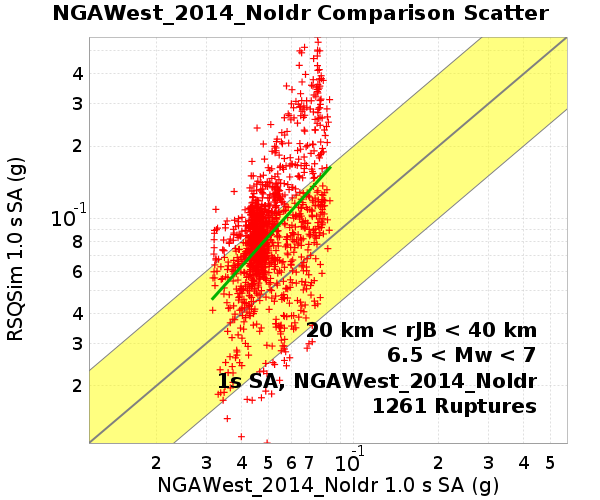 NGAWest_2014_NoIdr Comparison Scatter
RSQSim 1.0 s SA (g)
4
3
2
10-1
8
6
4
3
2
20 km < rJB < 40 km
6.5 < Mw < 7
1s SA, NGAWest_2014_NoIdr
1261 Ruptures
2 3 4 5 6 7 10-1 2 3 4 5
NGAWest_2014_NoIdr 1.0 s SA (g)